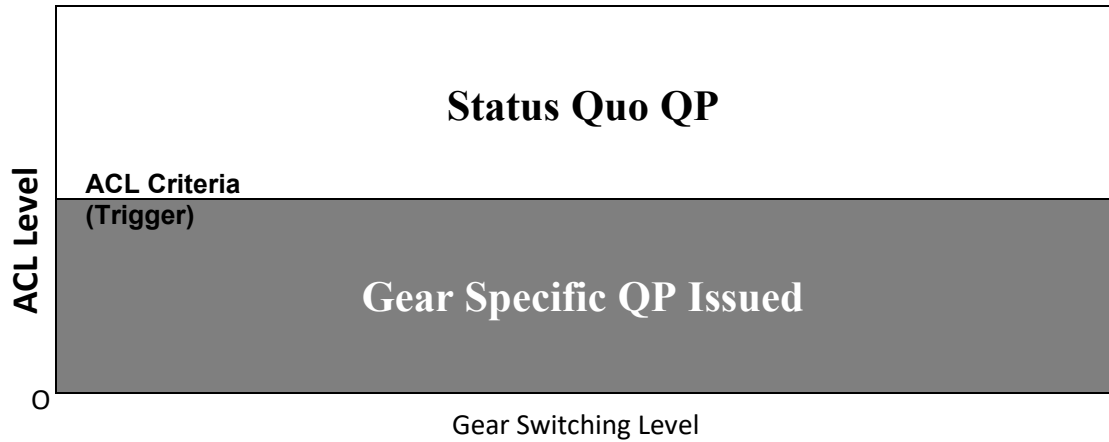 Status Quo QP
ACL Level
ACL Criteria
(Trigger)
Gear Specific QP Issued
O
Gear Switching Level